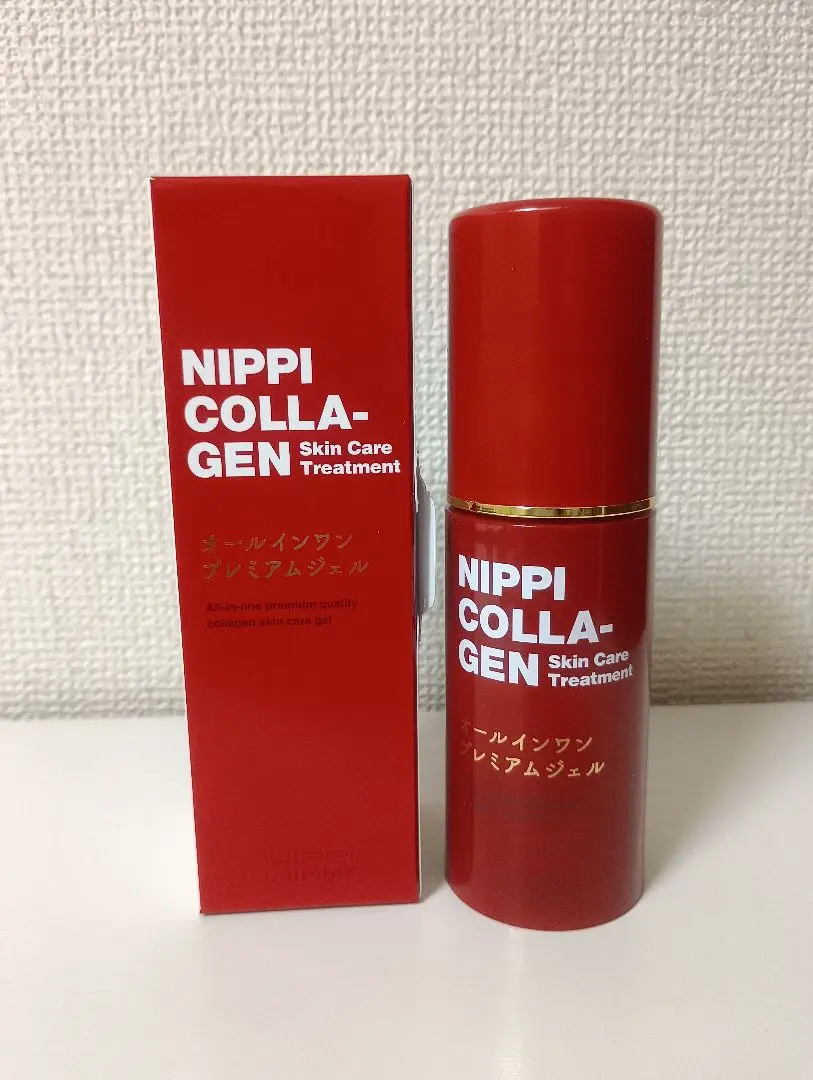 NIPPI
COLLA-
GEN Skin Care
Treatment
オールインワン
プレミアムジェル
All-in-one premium quality
collagen skin care gel
NIPPI
NIPPI
COLLA-
GEN Skin Care
Treatment
オールインワン
プレミアムジェル